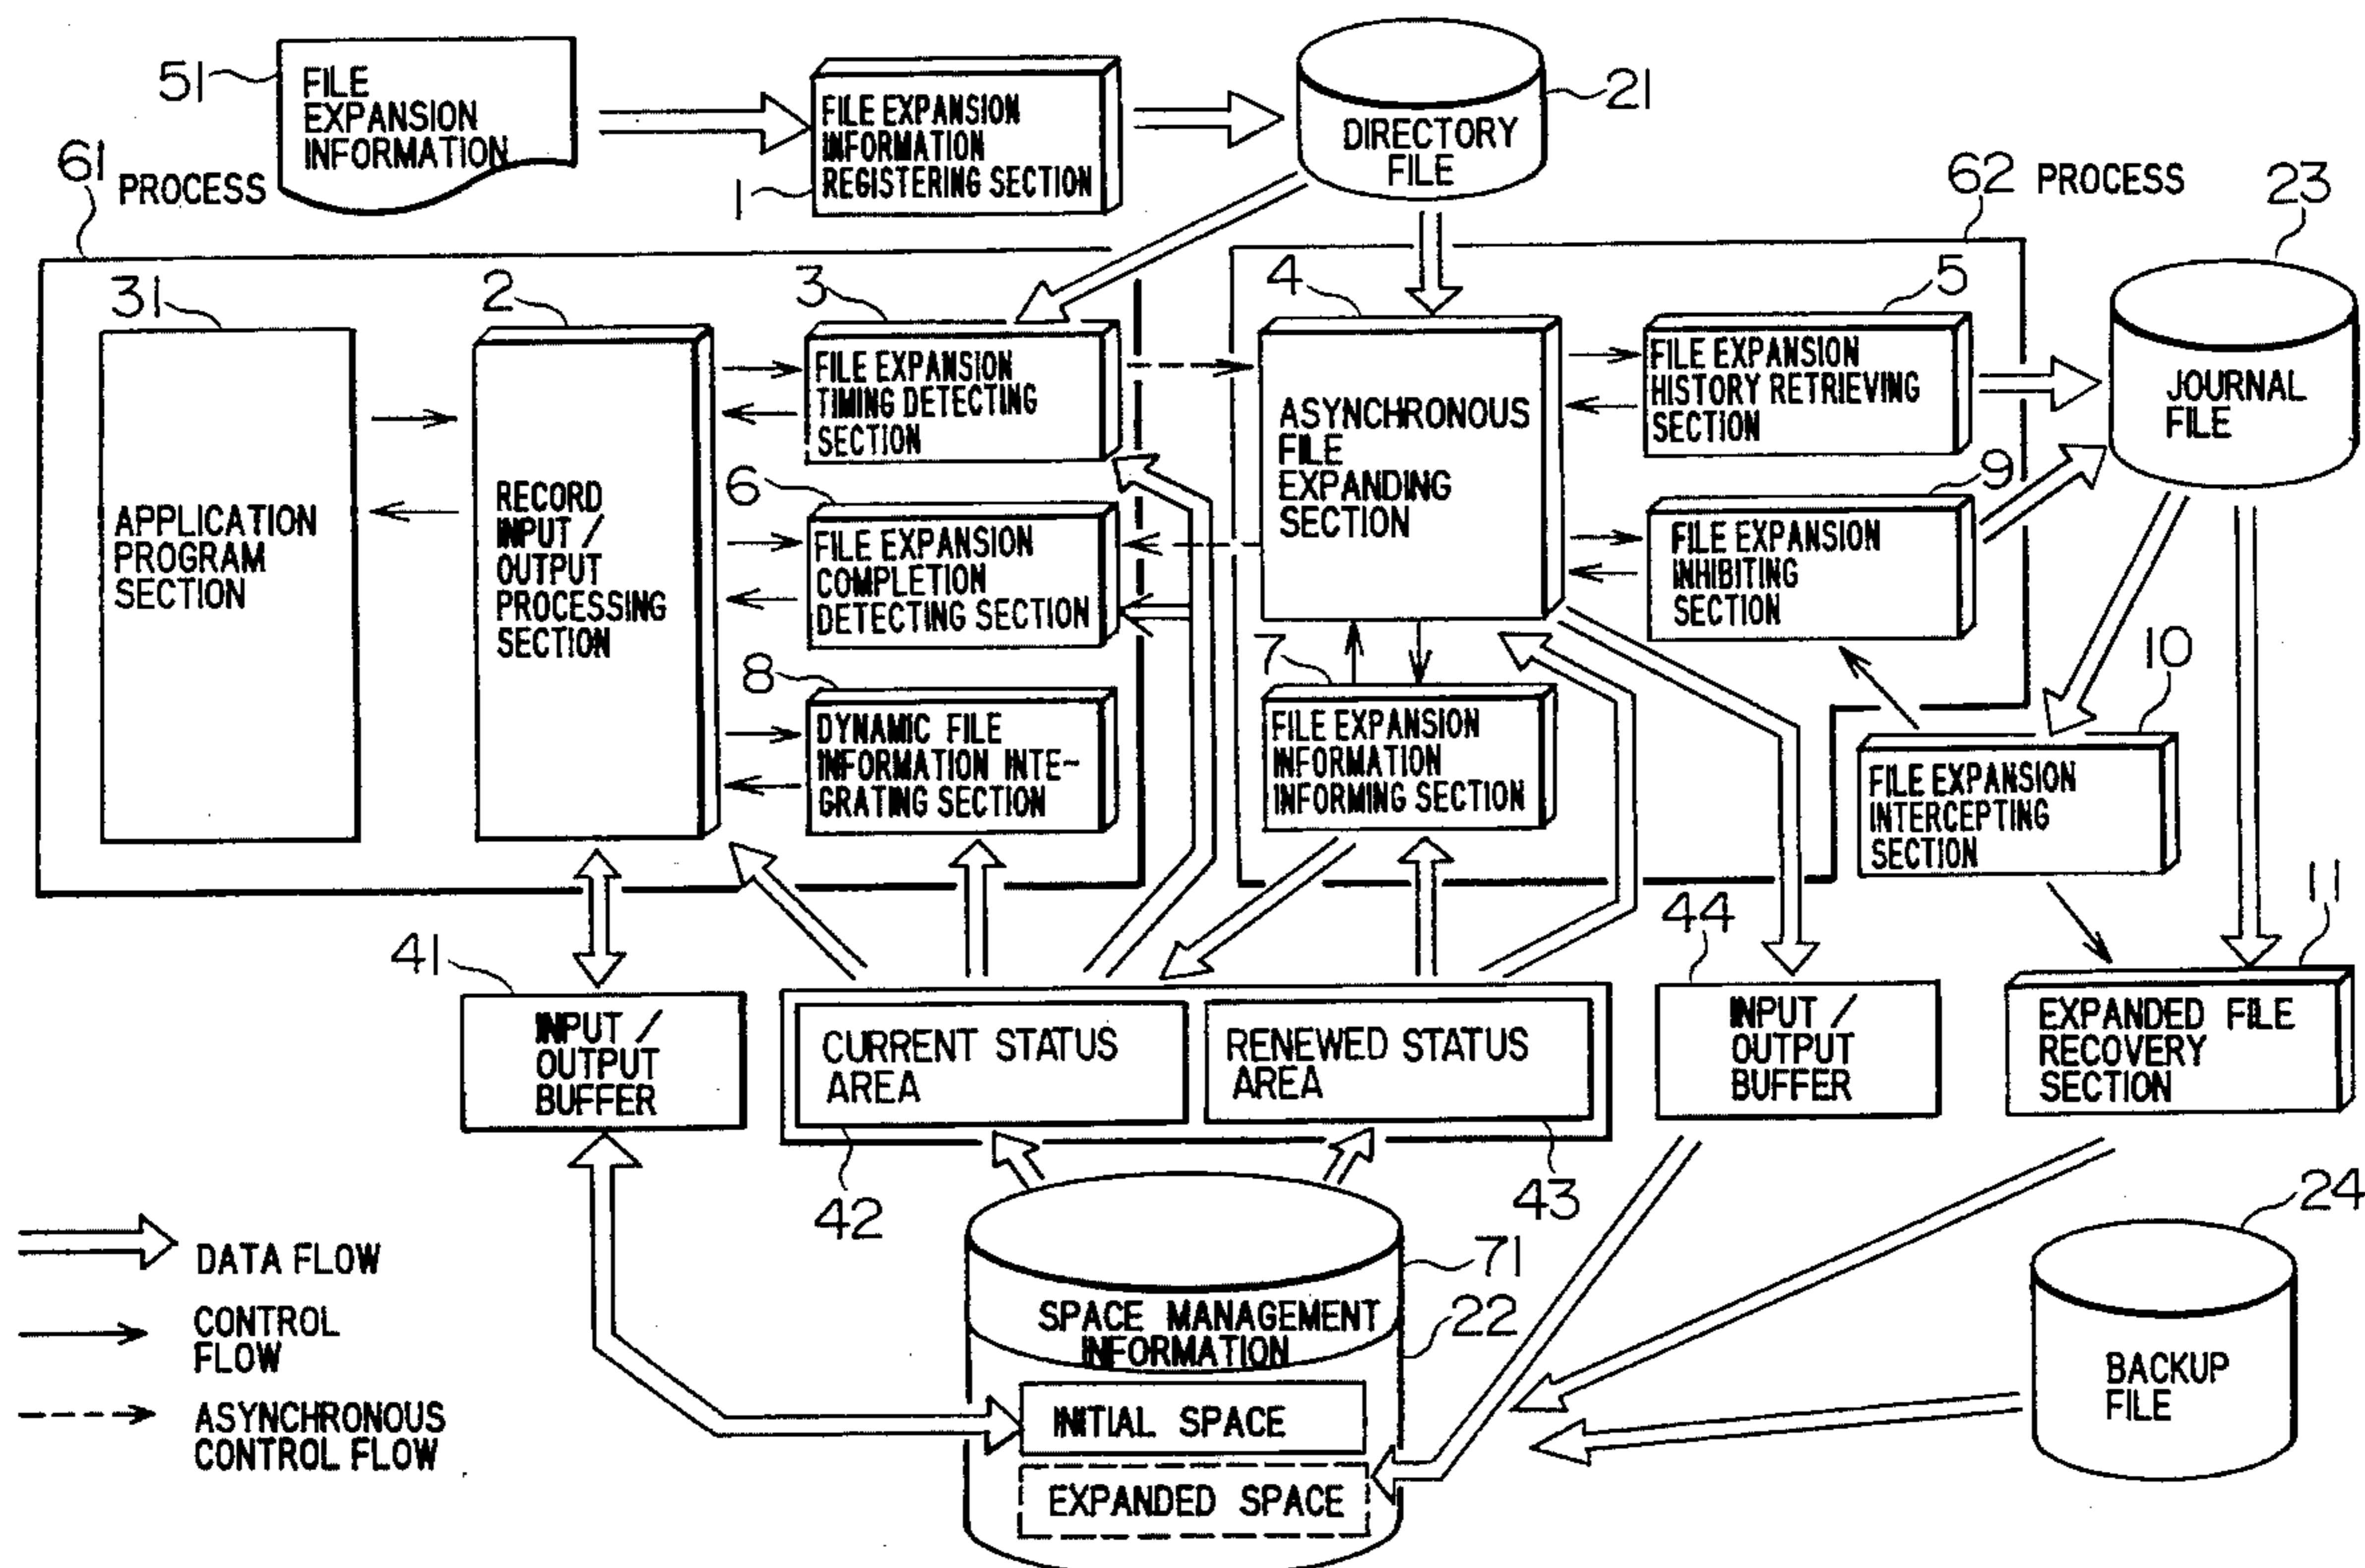 51
FILE
EXPANSION
INFORMATION
FILE EXPANSION
INFORMATION
REGISTERING SECTION
1
DIRECTORY
FILE
21
61
PROCESS
62
PROCESS
23
JOURNAL
FILE
31
APPLICATION
PROGRAM
SECTION
2
RECORD
INPUT /
OUTPUT
PROCESSING
SECTION
3
FILE EXPANSION
TIMING DETECTING
SECTION
6
FILE EXPANSION
COMPLETION
DETECTING SECTION
8
DYNAMIC FILE
INFORMATION INTE-
GRATING SECTION
4
ASYNCHRONOUS
FILE
EXPANDING
SECTION
5
FILE EXPANSION
HISTORY RETRIEVING
SECTION
9
FILE EXPANSION
INHIBITING
SECTION
7
FILE EXPANSION
INFORMATION
INFORMING SECTION
10
FILE EXPANSION
INTERCEPTING
SECTION
11
EXPANDED FILE
RECOVERY
SECTION
41
INPUT /
OUTPUT
BUFFER
CURRENT STATUS
AREA
42
RENEWED STATUS
AREA
43
44
INPUT /
OUTPUT
BUFFER
71
SPACE MANAGEMENT
INFORMATION
22
INITIAL SPACE
EXPANDED SPACE
24
BACKUP
FILE
DATA FLOW
CONTROL
FLOW
ASYNCHRONOUS
CONTROL FLOW